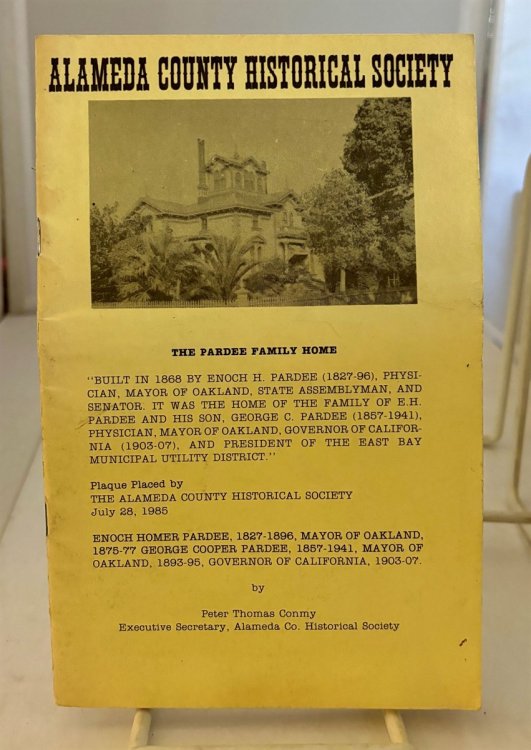 ALAMEDA COUNTY HISTORICAL SOCIETY
THE PARDEE FAMILY HOME
"BUILT IN 1868 BY ENOCH H. PARDEE (1827-96), PHYSI-
CIAN, MAYOR OF OAKLAND, STATE ASSEMBLYMAN, AND
SENATOR. IT WAS THE HOME OF THE FAMILY OF E.H.
PARDEE AND HIS SON, GEORGE C. PARDEE (1857-1941),
PHYSICIAN, MAYOR OF OAKLAND, GOVERNOR OF CALIFOR-
NIA (1903-07), AND PRESIDENT OF THE EAST BAY
MUNICIPAL UTILITY DISTRICT."
Plaque Placed by
THE ALAMEDA COUNTY HISTORICAL SOCIETY
July 28, 1985
ENOCH HOMER PARDEE, 1827-1896, MAYOR OF OAKLAND,
1875-77 GEORGE COOPER PARDEE, 1857-1941, MAYOR OF
OAKLAND, 1893-95, GOVERNOR OF CALIFORNIA, 1903-07.
by
Peter Thomas Conmy
Executive Secretary, Alameda Co. Historical Society